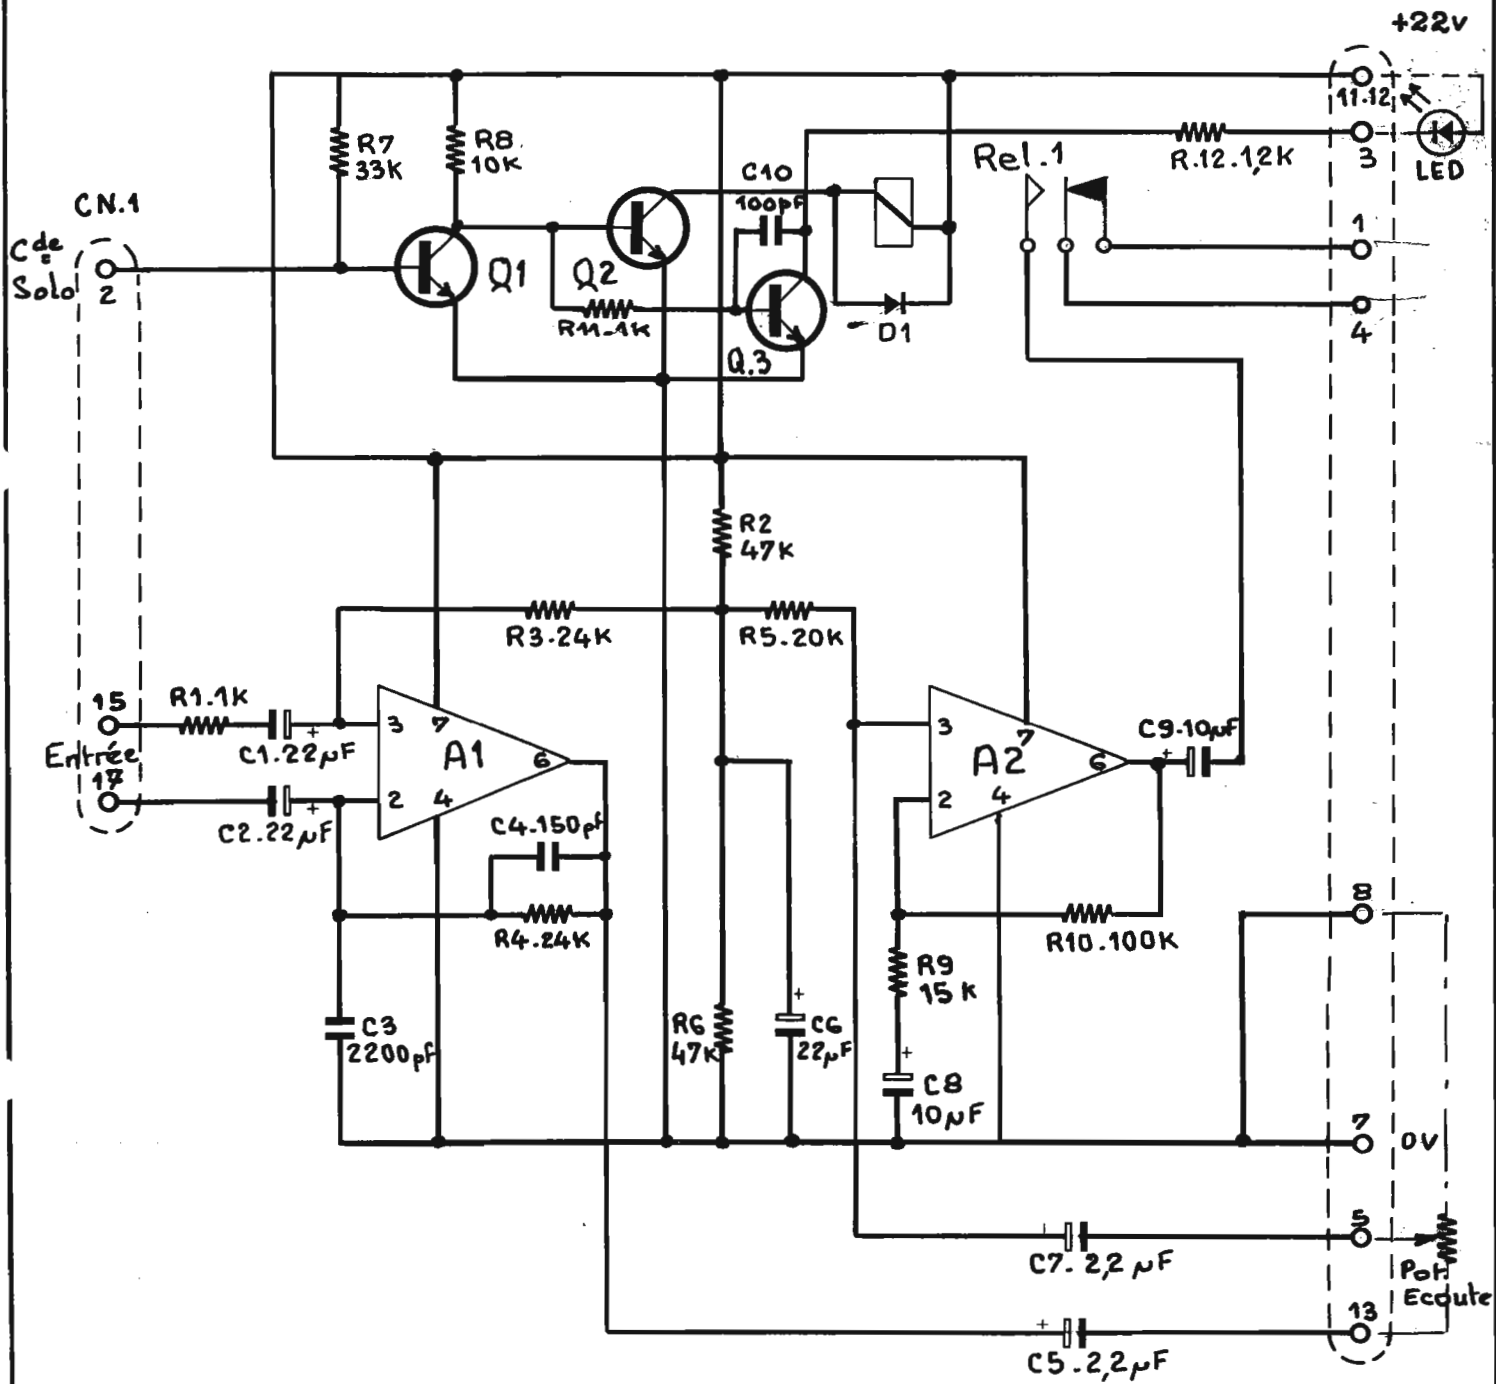 +22v
11.12
3
LED
R7
33K
R8
10K
C10
100pF
Rel.1
R.12.1,2K
CN.1
Cde
Solo
2
Q1
Q2
R11-1K
Q.3
D1
1
4
R2
47K
R3.24K
R5.20K
15
R1.1K
C1.22µF
Entrée
17
C2.22µF
3
7
A1
6
2
4
C4.150pF
R4.24K
3
7
A2
6
2
4
C9.10µF
R10.100K
R9
15K
8
C3
2200pF
R6
47K
C6
22µF
C8
10µF
7
0V
5
C7.2,2µF
Pot.
Ecoute
13
C5.2,2µF